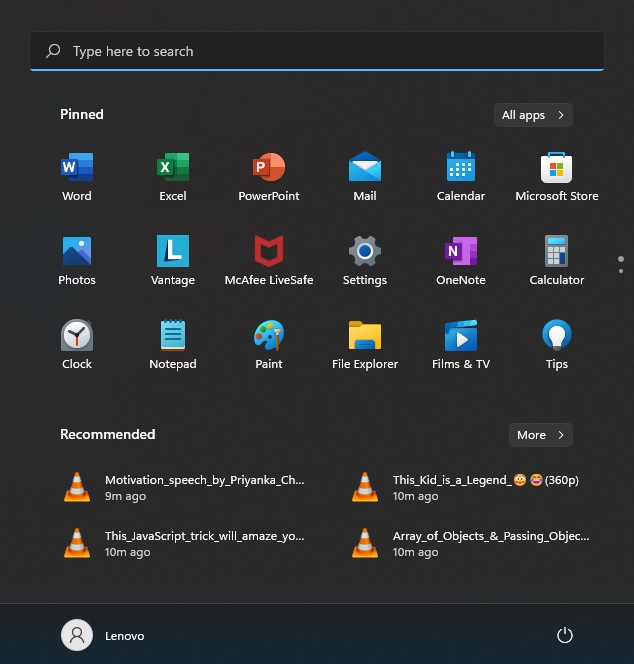 Type here to search
Pinned
All apps
Word Excel PowerPoint Mail Calendar Microsoft Store
Photos Vantage McAfee LiveSafe Settings OneNote Calculator
Clock Notepad Paint File Explorer Films & TV Tips
Recommended
More
Motivation_speech_by_Priyanka_Ch...
9m ago
This_Kid_is_a_Legend_😳😂(360p)
10m ago
This_JavaScript_trick_will_amaze_yo...
10m ago
Array_of_Objects_&_Passing_Objec...
10m ago
Lenovo